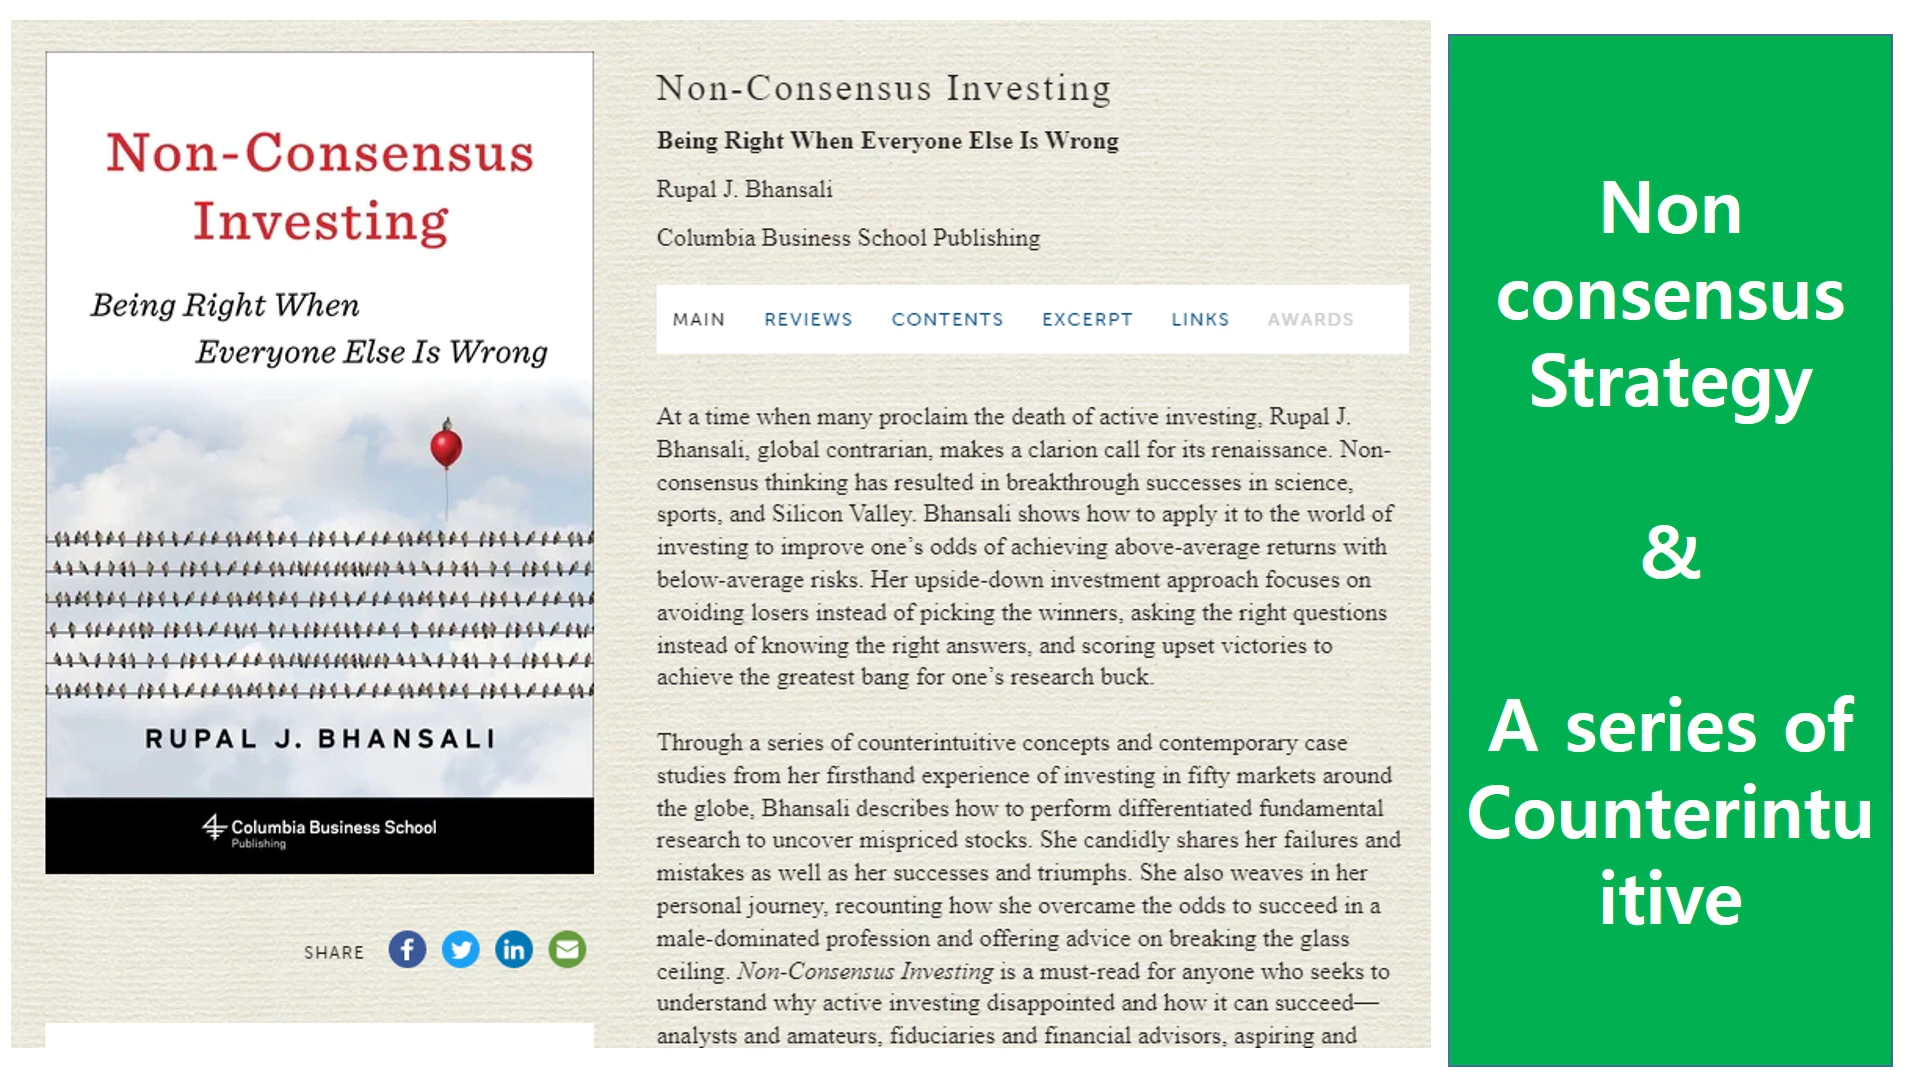 Non-Consensus
Investing
Being Right When
Everyone Else Is Wrong
RUPAL J. BHANSALI
Columbia Business School
Publishing
SHARE
Non-Consensus Investing
Being Right When Everyone Else Is Wrong
Rupal J. Bhansali
Columbia Business School Publishing
MAIN REVIEWS CONTENTS EXCERPT LINKS AWARDS
At a time when many proclaim the death of active investing, Rupal J.
Bhansali, global contrarian, makes a clarion call for its renaissance. Non-
consensus thinking has resulted in breakthrough successes in science,
sports, and Silicon Valley. Bhansali shows how to apply it to the world of
investing to improve one’s odds of achieving above-average returns with
below-average risks. Her upside-down investment approach focuses on
avoiding losers instead of picking the winners, asking the right questions
instead of knowing the right answers, and scoring upset victories to
achieve the greatest bang for one’s research buck.
Through a series of counterintuitive concepts and contemporary case
studies from her firsthand experience of investing in fifty markets around
the globe, Bhansali describes how to perform differentiated fundamental
research to uncover mispriced stocks. She candidly shares her failures and
mistakes as well as her successes and triumphs. She also weaves in her
personal journey, recounting how she overcame the odds to succeed in a
male-dominated profession and offering advice on breaking the glass
ceiling. Non-Consensus Investing is a must-read for anyone who seeks to
understand why active investing disappointed and how it can succeed—
analysts and amateurs, fiduciaries and financial advisors, aspiring and
Non
consensus
Strategy
&
A series of
Counterintu
itive